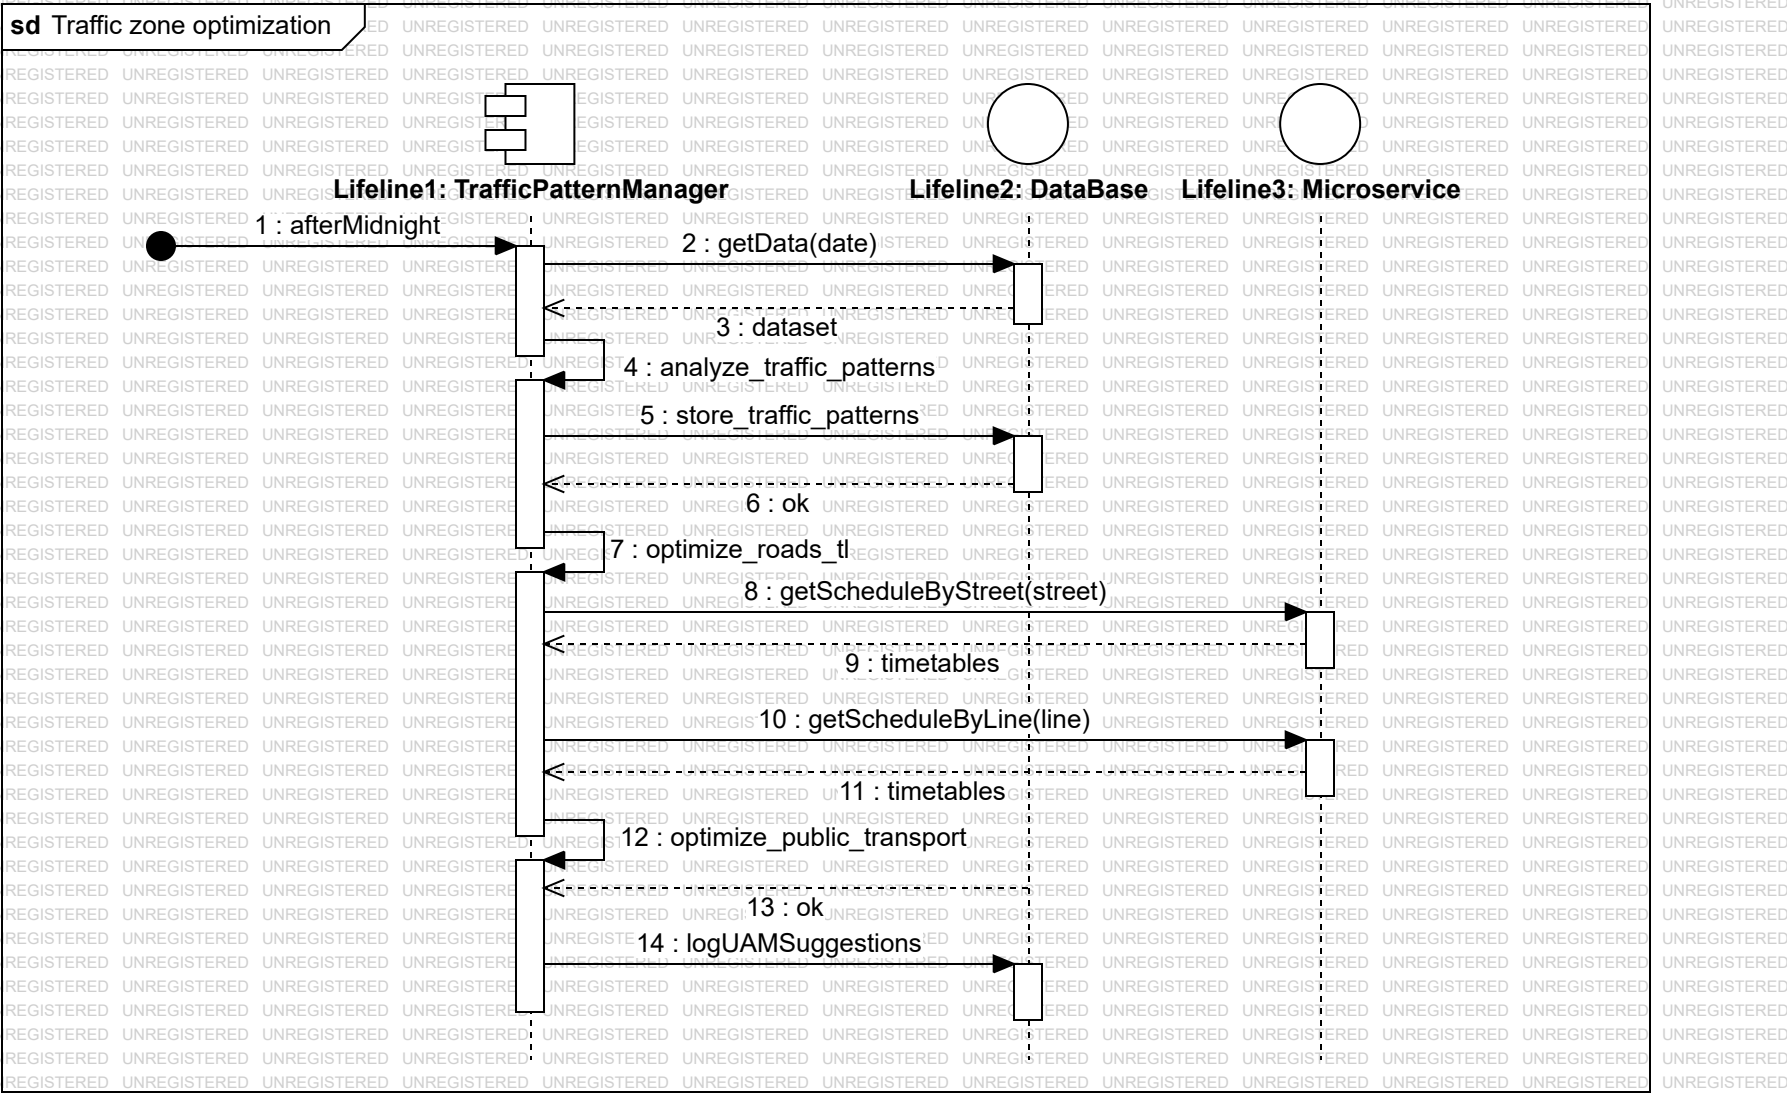 sd Traffic zone optimization
Lifeline1: TrafficPatternManager
Lifeline2: DataBase
Lifeline3: Microservice
1 : afterMidnight
2 : getData(date)
3 : dataset
4 : analyze_traffic_patterns
5 : store_traffic_patterns
6 : ok
7 : optimize_roads_tl
8 : getScheduleByStreet(street)
9 : timetables
10 : getScheduleByLine(line)
11 : timetables
12 : optimize_public_transport
13 : ok
14 : logUAMSuggestions
UNREGISTERED